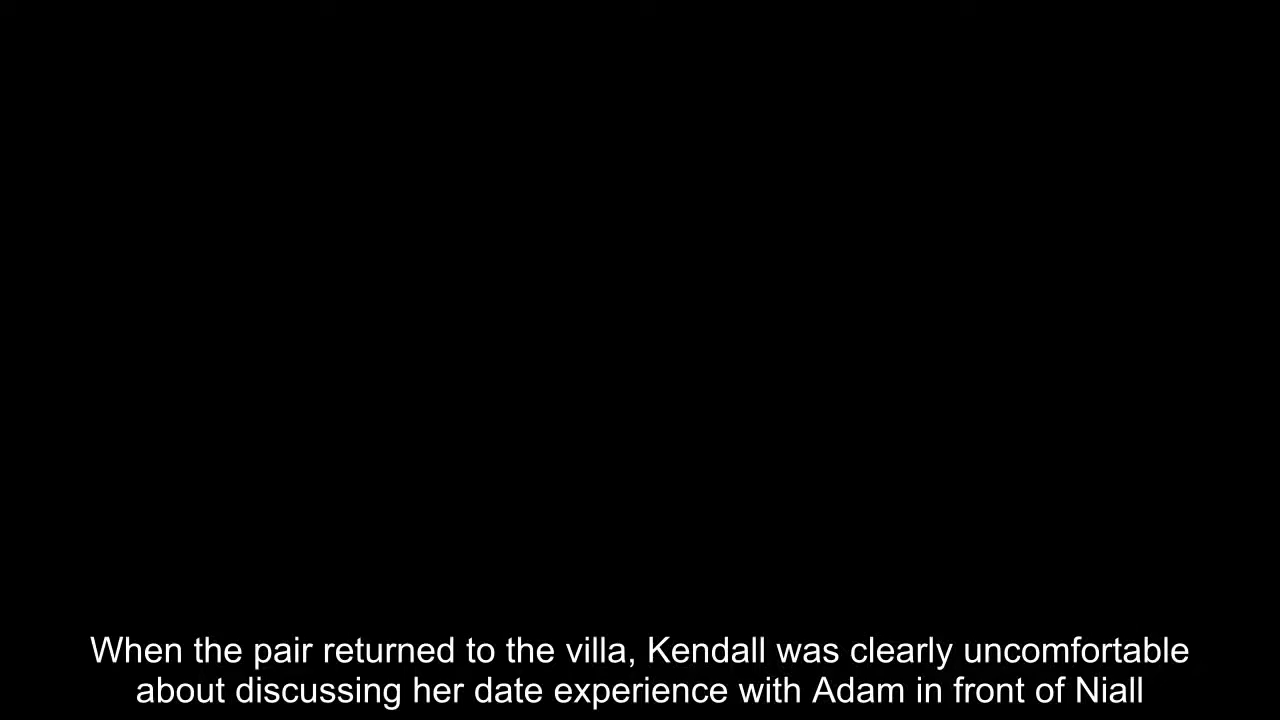 When the pair returned to the villa, Kendall was clearly uncomfortable
about discussing her date experience with Adam in front of Niall